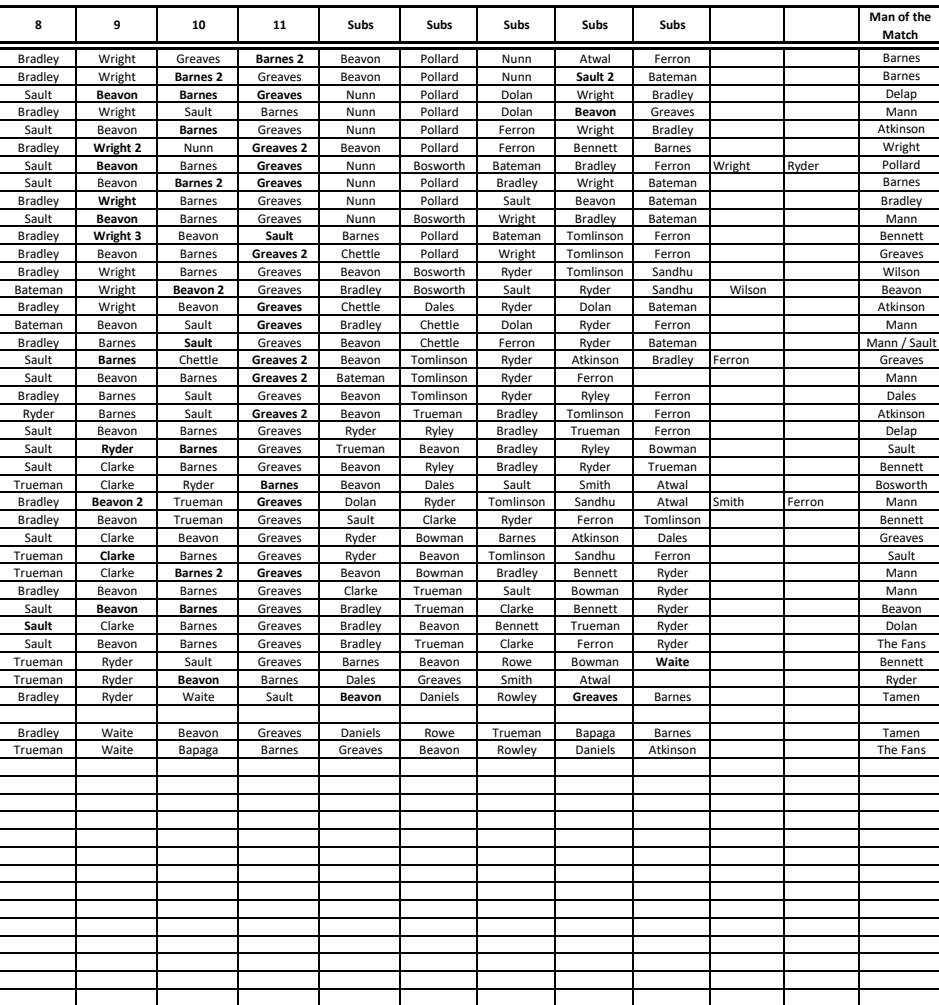 8 9 10 11 Subs Subs Subs Subs Subs Man of the Match
Bradley Wright Greaves Barnes 2 Beavon Pollard Nunn Atwal Ferron Barnes
Bradley Wright Barnes 2 Greaves Beavon Pollard Nunn Sault 2 Bateman Barnes
Sault Beavon Barnes Greaves Nunn Pollard Dolan Wright Bradley Delap
Bradley Wright Sault Barnes Nunn Pollard Dolan Beavon Greaves Mann
Sault Beavon Barnes Greaves Nunn Pollard Ferron Wright Bradley Atkinson
Bradley Wright 2 Nunn Greaves 2 Beavon Pollard Ferron Bennett Barnes Wright
Sault Beavon Barnes Greaves Nunn Bosworth Bateman Bradley Ferron Wright Ryder Pollard
Sault Beavon Barnes 2 Greaves Nunn Pollard Bradley Wright Bateman Barnes
Bradley Wright Barnes Greaves Nunn Pollard Sault Beavon Bateman Bradley
Sault Beavon Barnes Greaves Nunn Bosworth Wright Bradley Bateman Mann
Bradley Wright 3 Beavon Sault Barnes Pollard Bateman Tomlinson Ferron Bennett
Bradley Beavon Barnes Greaves 2 Chettle Pollard Wright Tomlinson Ferron Greaves
Bradley Wright Barnes Greaves Beavon Bosworth Ryder Tomlinson Sandhu Wilson
Bateman Wright Beavon 2 Greaves Bradley Bosworth Sault Ryder Sandhu Wilson Beavon
Bradley Wright Beavon Greaves Chettle Dales Ryder Dolan Bateman Atkinson
Bateman Beavon Sault Greaves Bradley Chettle Dolan Ryder Ferron Mann
Bradley Barnes Sault Greaves Beavon Chettle Ferron Ryder Bateman Mann / Sault
Sault Barnes Chettle Greaves 2 Beavon Tomlinson Ryder Atkinson Bradley Ferron Greaves
Sault Beavon Barnes Greaves 2 Bateman Tomlinson Ryder Ferron Mann
Bradley Barnes Sault Greaves Beavon Tomlinson Ryder Ryley Ferron Dales
Ryder Barnes Sault Greaves 2 Beavon Trueman Bradley Tomlinson Ferron Atkinson
Sault Beavon Barnes Greaves Ryder Ryley Bradley Trueman Ferron Delap
Sault Ryder Barnes Greaves Trueman Beavon Bradley Ryley Bowman Sault
Sault Clarke Barnes Greaves Beavon Ryley Bradley Ryder Trueman Bennett
Trueman Clarke Ryder Barnes Beavon Dales Sault Smith Atwal Bosworth
Bradley Beavon 2 Trueman Greaves Dolan Ryder Tomlinson Sandhu Atwal Smith Ferron Mann
Bradley Beavon Trueman Greaves Sault Clarke Ryder Ferron Tomlinson Bennett
Sault Clarke Beavon Greaves Ryder Bowman Barnes Atkinson Dales Greaves
Trueman Clarke Barnes Greaves Ryder Beavon Tomlinson Sandhu Ferron Sault
Trueman Clarke Barnes 2 Greaves Beavon Bowman Bradley Bennett Ryder Mann
Bradley Beavon Barnes Greaves Clarke Trueman Sault Bowman Ryder Mann
Sault Beavon Barnes Greaves Bradley Trueman Clarke Bennett Ryder Beavon
Sault Clarke Barnes Greaves Bradley Beavon Bennett Trueman Ryder Dolan
Sault Beavon Barnes Greaves Bradley Trueman Clarke Ferron Ryder The Fans
Trueman Ryder Sault Greaves Barnes Beavon Rowe Bowman Waite Bennett
Trueman Ryder Beavon Barnes Dales Greaves Smith Atwal Ryder
Bradley Ryder Waite Sault Beavon Daniels Rowley Greaves Barnes Tamen
Bradley Waite Beavon Greaves Daniels Rowe Trueman Bapaga Barnes Tamen
Trueman Waite Bapaga Barnes Greaves Beavon Rowley Daniels Atkinson The Fans